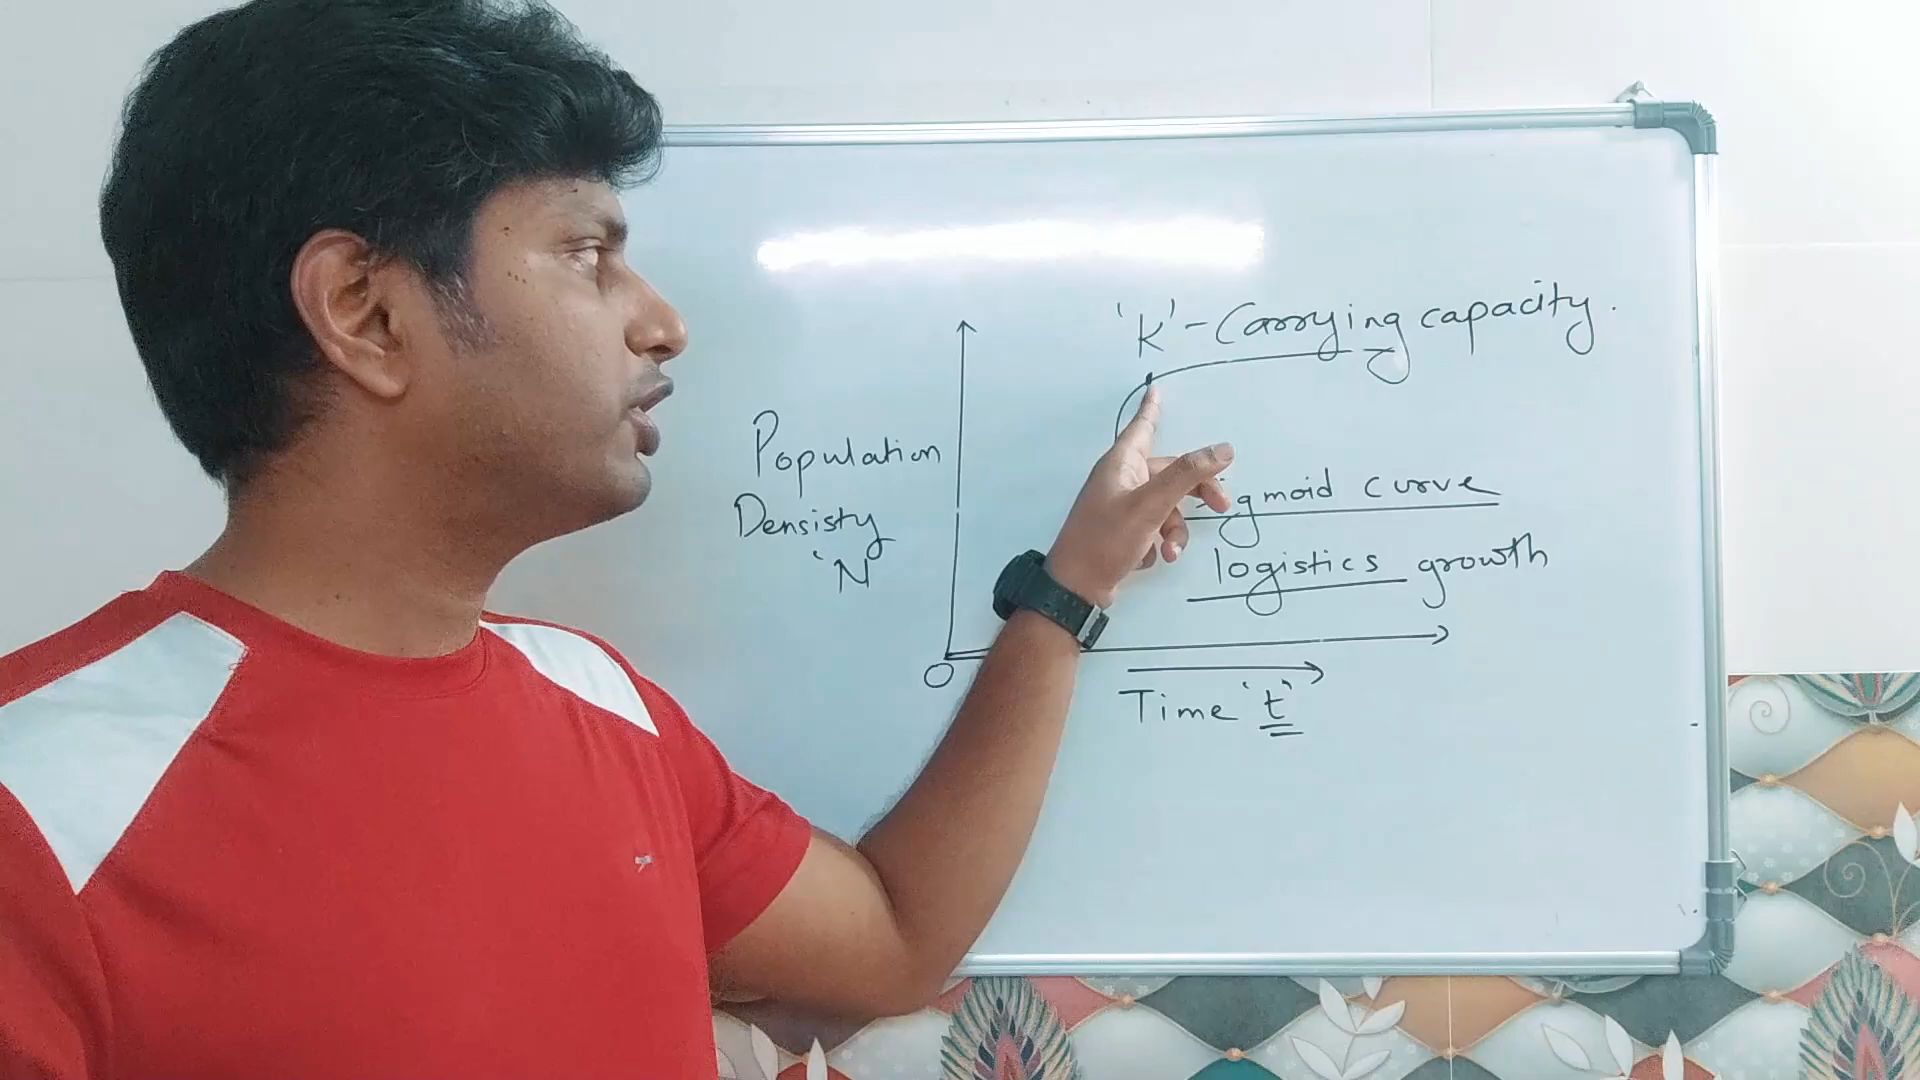 'K' - Carrying capacity.
Population
Densisty
'N
sigmoid curve
logistics growth
O
Time 't'